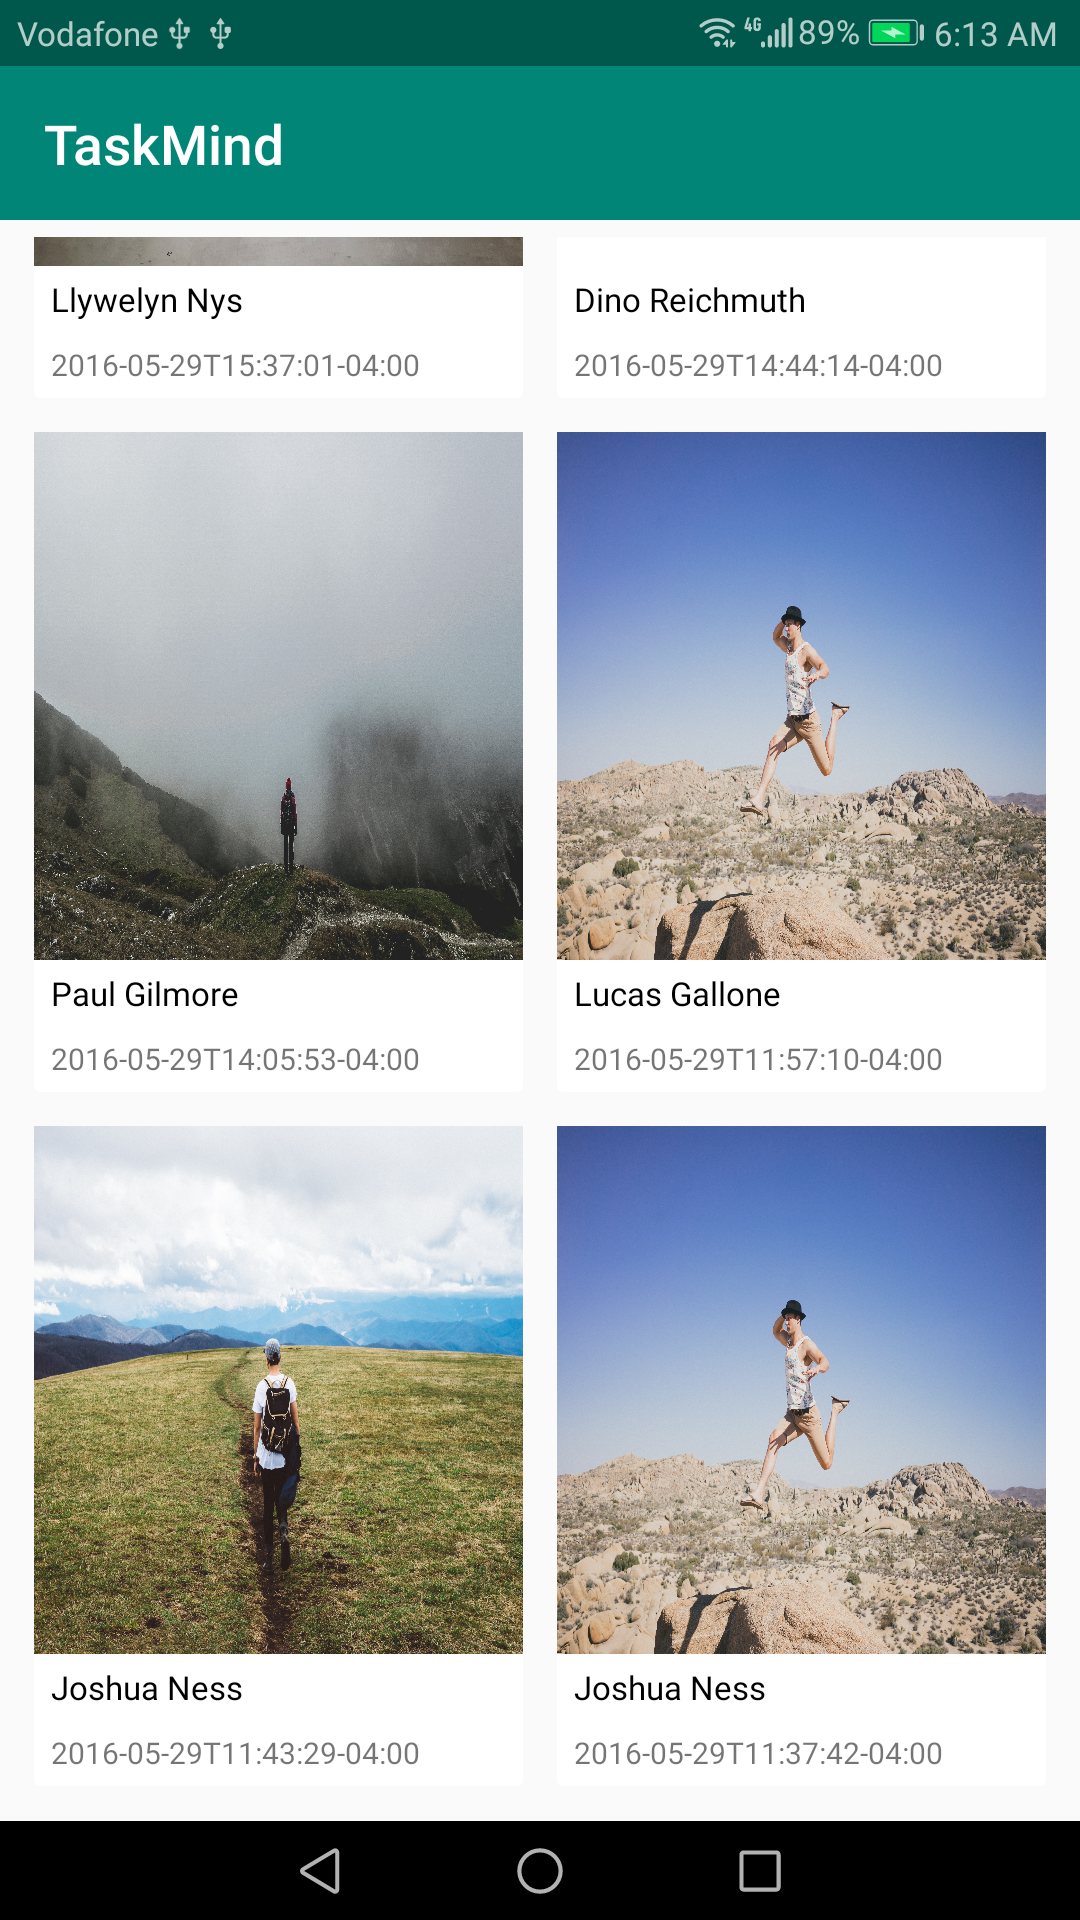 Vodafone 4G 89% 6:13 AM
TaskMind
Llywelyn Nys
2016-05-29T15:37:01-04:00
Dino Reichmuth
2016-05-29T14:44:14-04:00
Paul Gilmore
2016-05-29T14:05:53-04:00
Lucas Gallone
2016-05-29T11:57:10-04:00
Joshua Ness
2016-05-29T11:43:29-04:00
Joshua Ness
2016-05-29T11:37:42-04:00